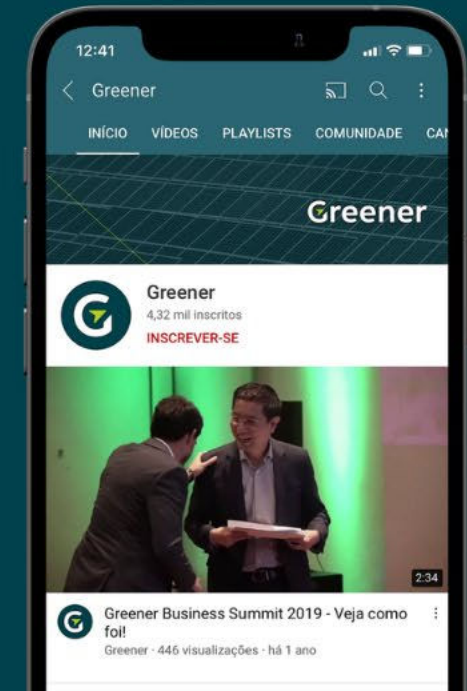 12:41
Greener
INÍCIO VÍDEOS PLAYLISTS COMUNIDADE CAN
Greener
Greener
4,32 mil inscritos
INSCREVER-SE
2:34
Greener Business Summit 2019 - Veja como
foi!
Greener · 446 visualizações · há 1 ano